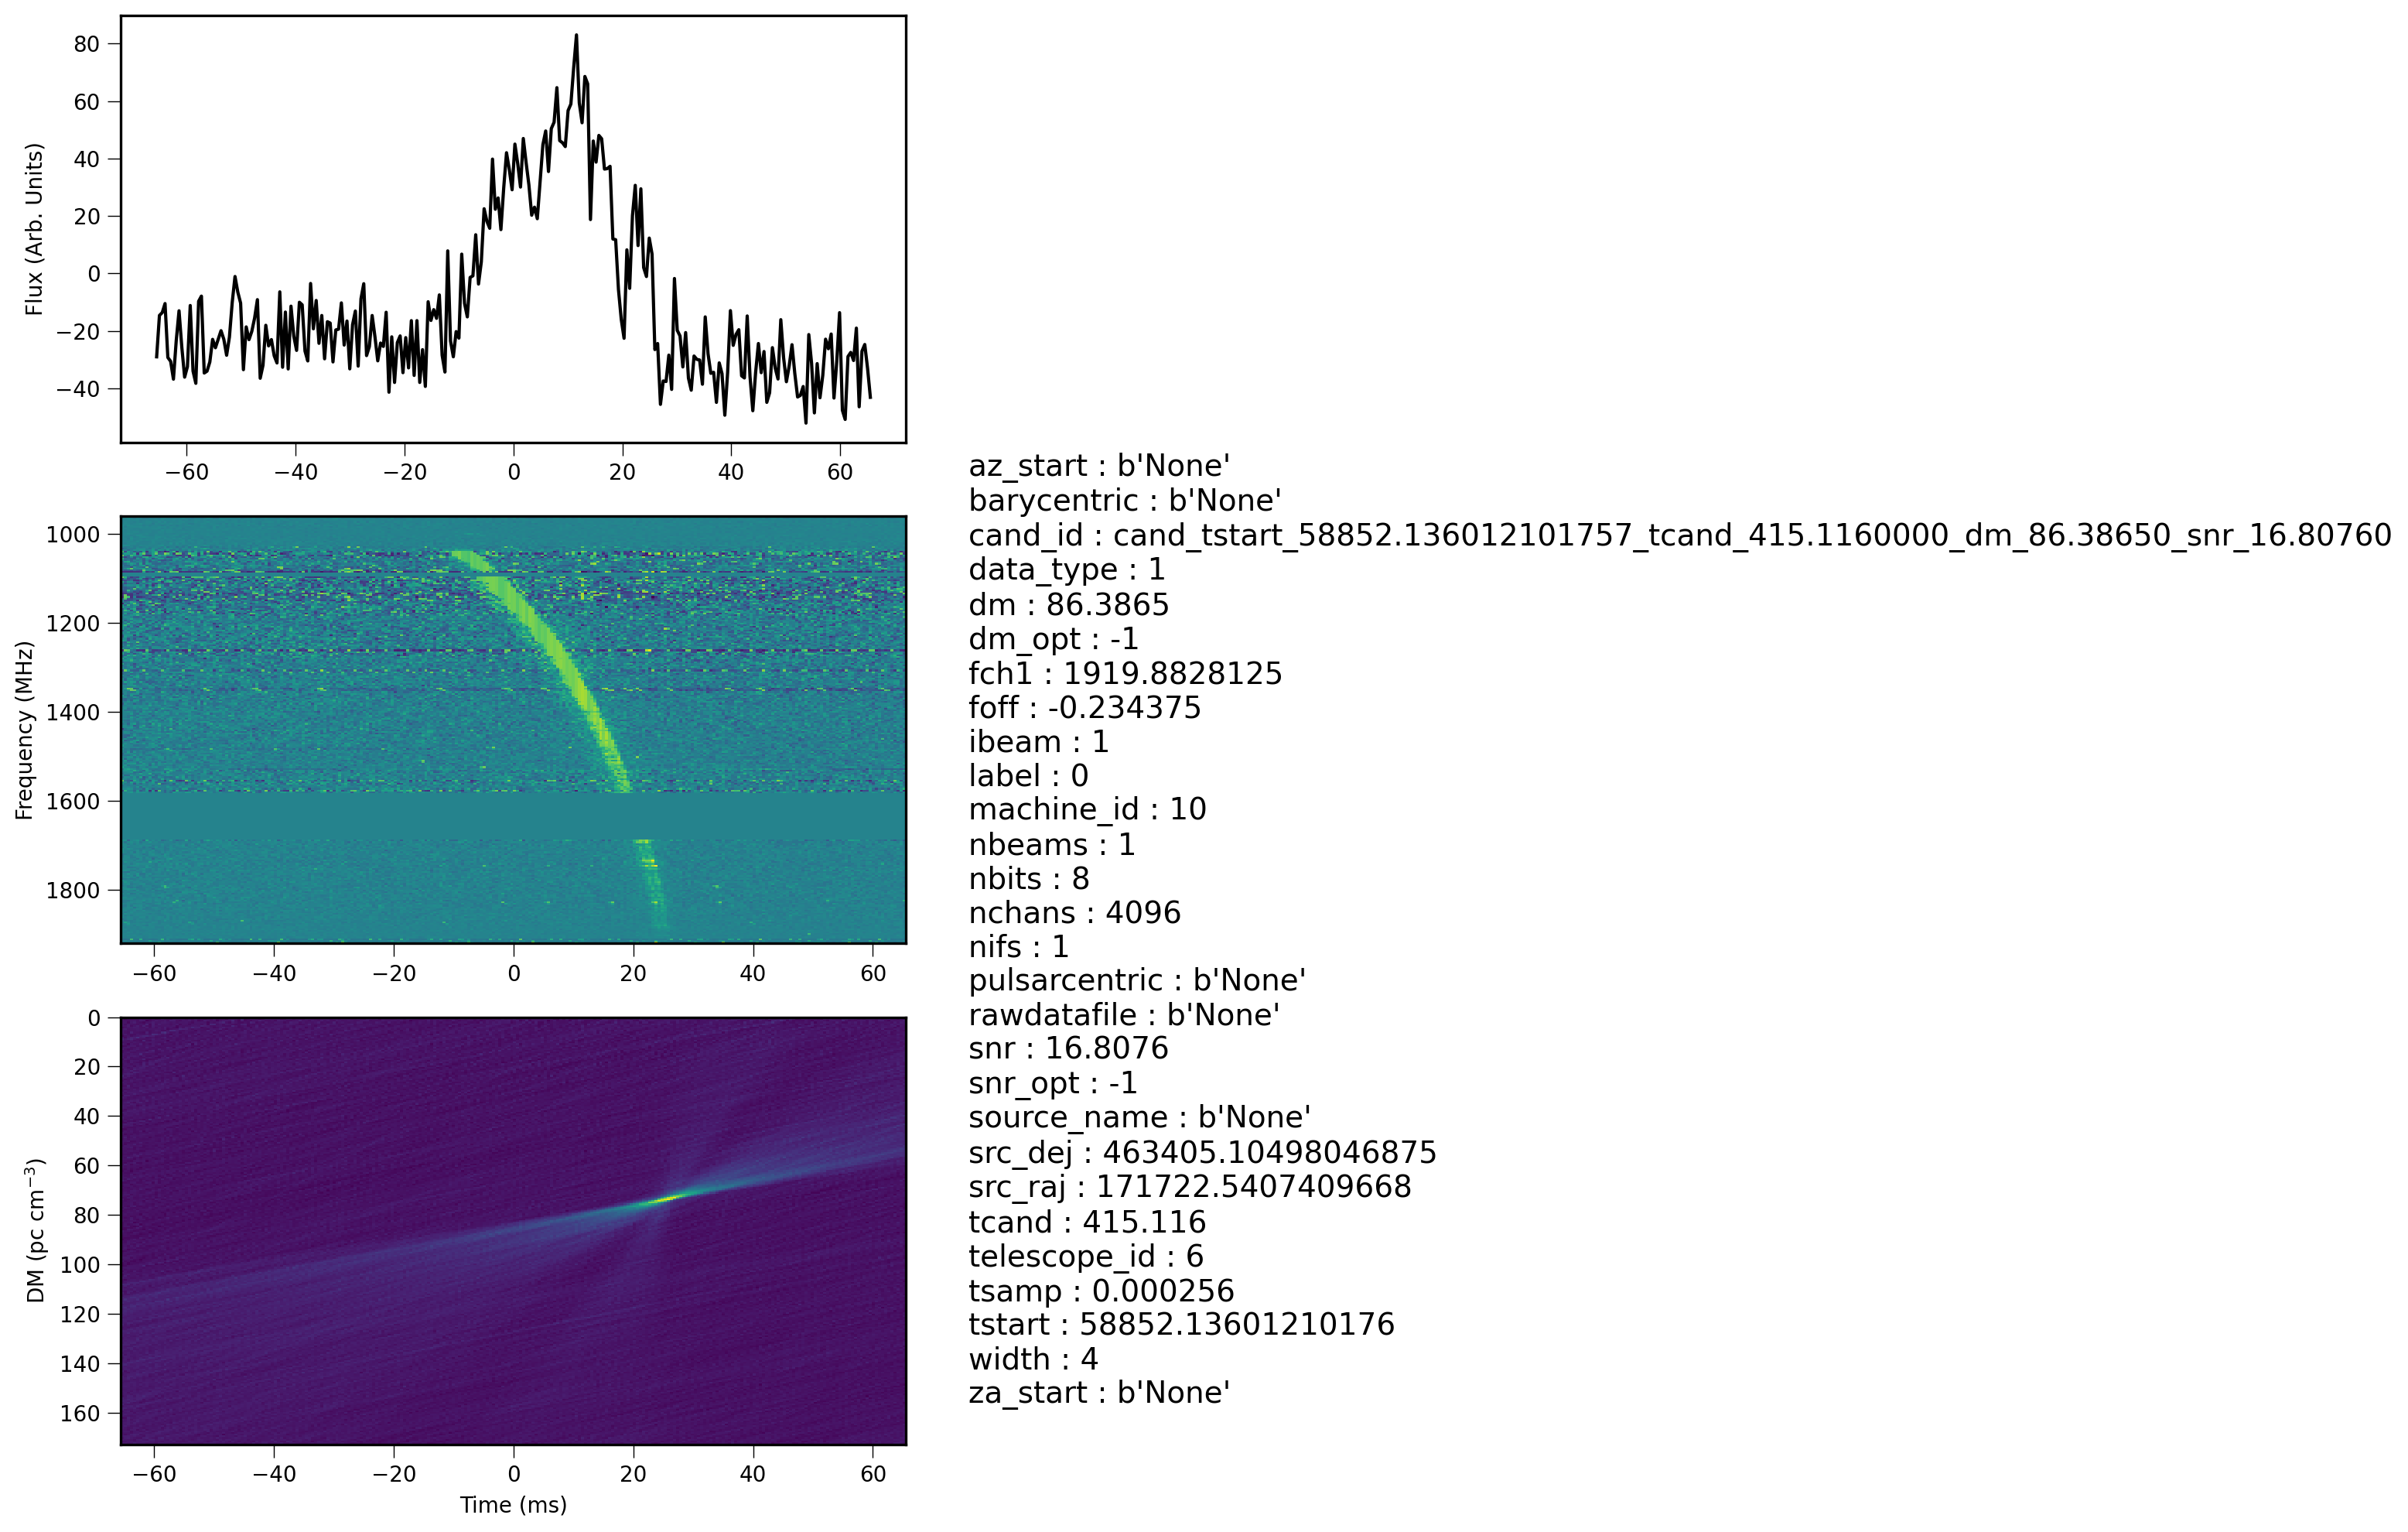 80
60
40
20
0
−20
−40
Flux (Arb. Units)
−60 −40 −20 0 20 40 60
1000
1200
1400
1600
1800
Frequency (MHz)
−60 −40 −20 0 20 40 60
0
20
40
60
80
100
120
140
160
DM (pc cm⁻³)
−60 −40 −20 0 20 40 60
Time (ms)
az_start : b'None'
barycentric : b'None'
cand_id : cand_tstart_58852.136012101757_tcand_415.1160000_dm_86.38650_snr_16.80760
data_type : 1
dm : 86.3865
dm_opt : -1
fch1 : 1919.8828125
foff : -0.234375
ibeam : 1
label : 0
machine_id : 10
nbeams : 1
nbits : 8
nchans : 4096
nifs : 1
pulsarcentric : b'None'
rawdatafile : b'None'
snr : 16.8076
snr_opt : -1
source_name : b'None'
src_dej : 463405.10498046875
src_raj : 171722.5407409668
tcand : 415.116
telescope_id : 6
tsamp : 0.000256
tstart : 58852.13601210176
width : 4
za_start : b'None'